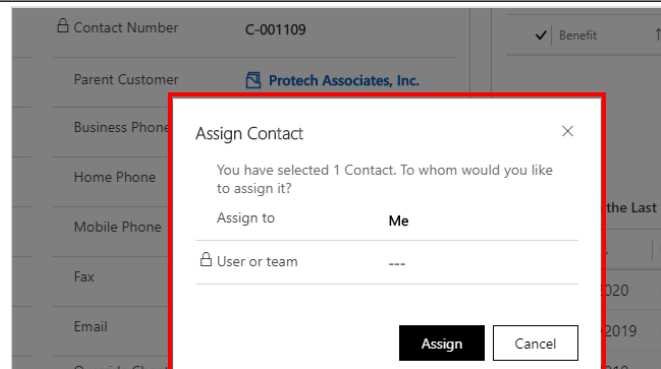 Contact Number C-001109
Benefit
Parent Customer Protech Associates, Inc.
Business Phone
Assign Contact
You have selected 1 Contact. To whom would you like
to assign it?
Home Phone
Assign to Me
the Last
Mobile Phone
User or team ---
Fax
2020
Email
2019
Assign Cancel